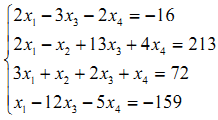 2x₁ − 3x₃ − 2x₄ = −16
2x₁ − x₂ + 13x₃ + 4x₄ = 213
3x₁ + x₂ + 2x₃ + x₄ = 72
x₁ − 12x₃ − 5x₄ = −159